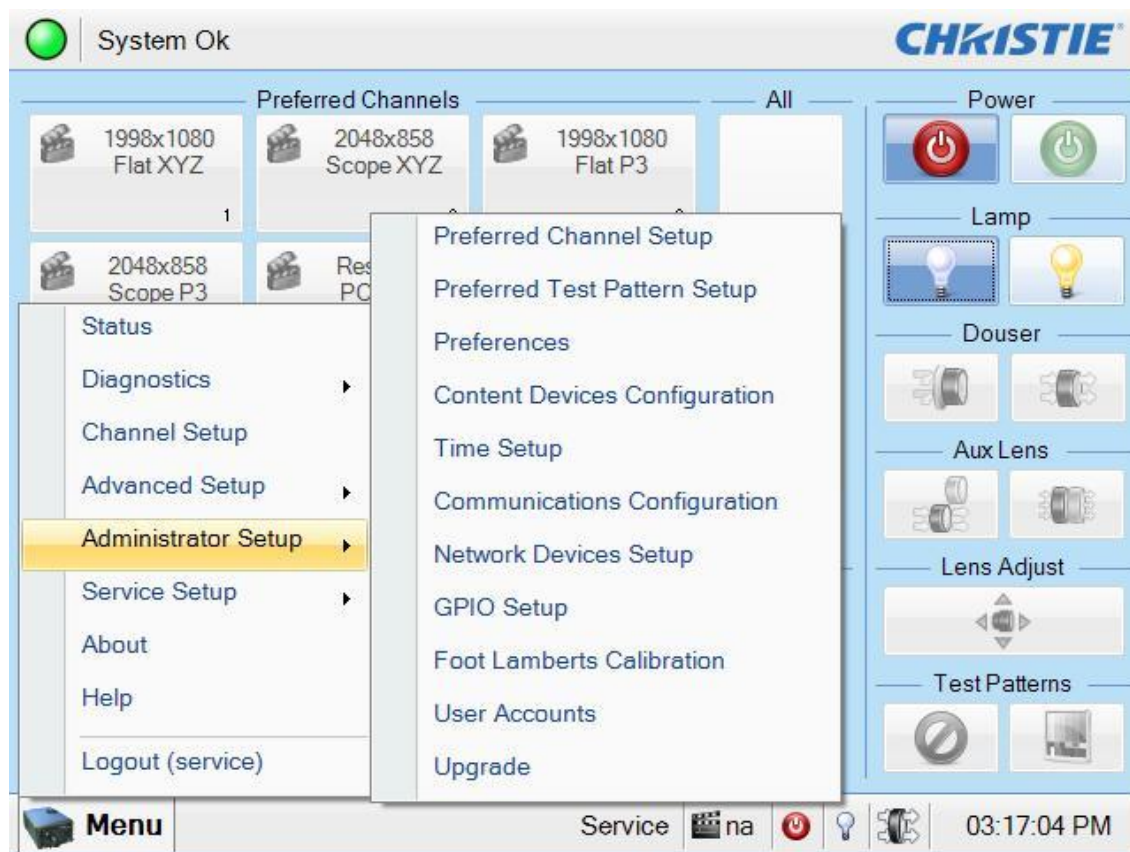 System Ok
CHRISTIE
Preferred Channels
All
Power
1998x1080
Flat XYZ
1
2048x858
Scope XYZ
1998x1080
Flat P3
Lamp
2048x858
Scope P3
Douser
Aux Lens
Lens Adjust
Test Patterns
Status
Diagnostics
Channel Setup
Advanced Setup
Administrator Setup
Service Setup
About
Help
Logout (service)
Preferred Channel Setup
Preferred Test Pattern Setup
Preferences
Content Devices Configuration
Time Setup
Communications Configuration
Network Devices Setup
GPIO Setup
Foot Lamberts Calibration
User Accounts
Upgrade
Menu
Service
na
03:17:04 PM